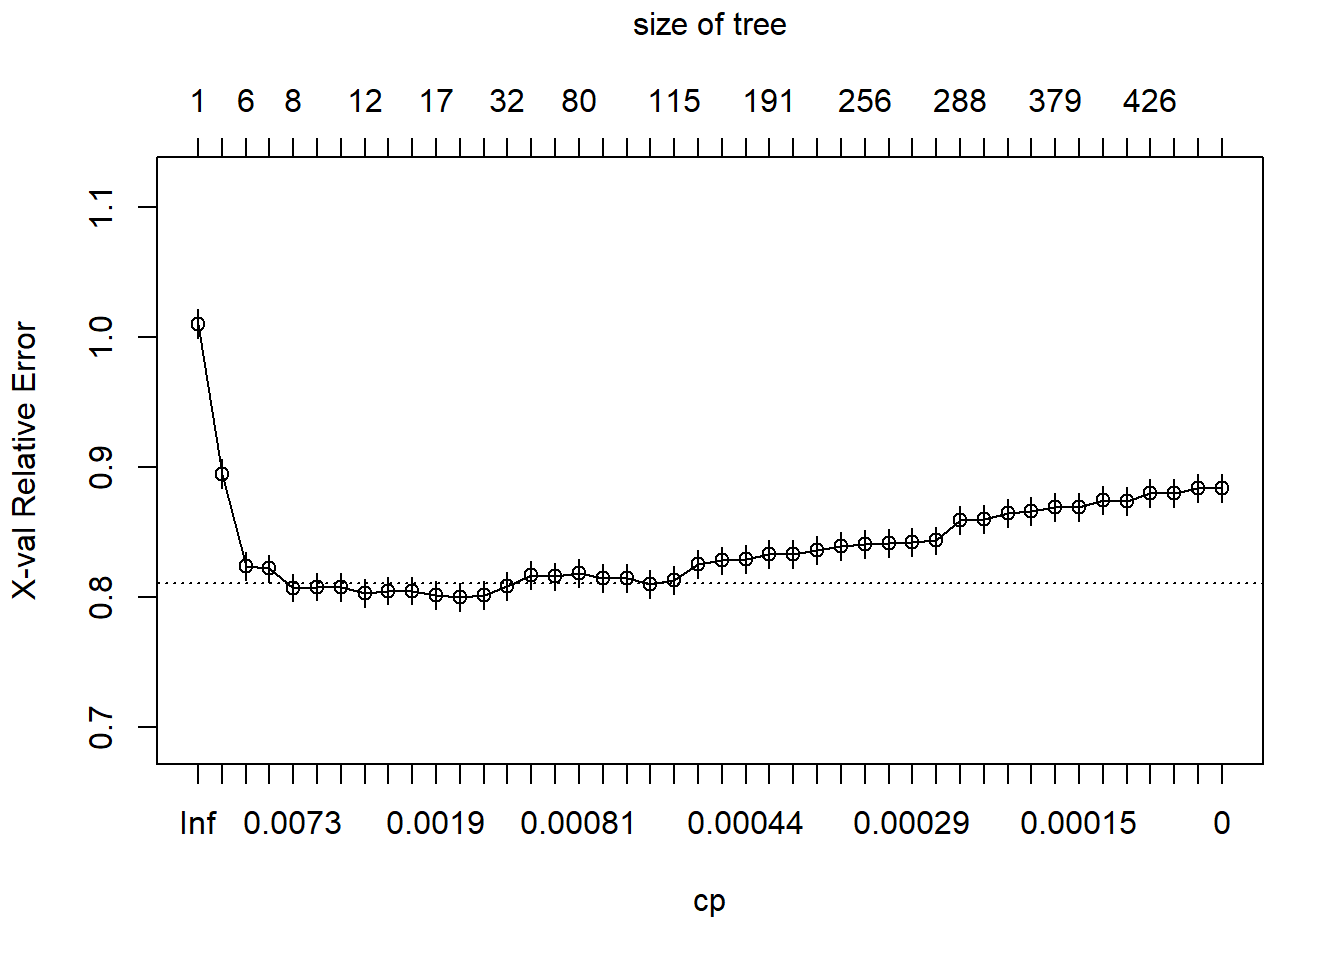 size of tree
1 6 8 12 17 32 80 115 191 256 288 379 426
X-val Relative Error
1.1
1.0
0.9
0.8
0.7
Inf 0.0073 0.0019 0.00081 0.00044 0.00029 0.00015 0
cp